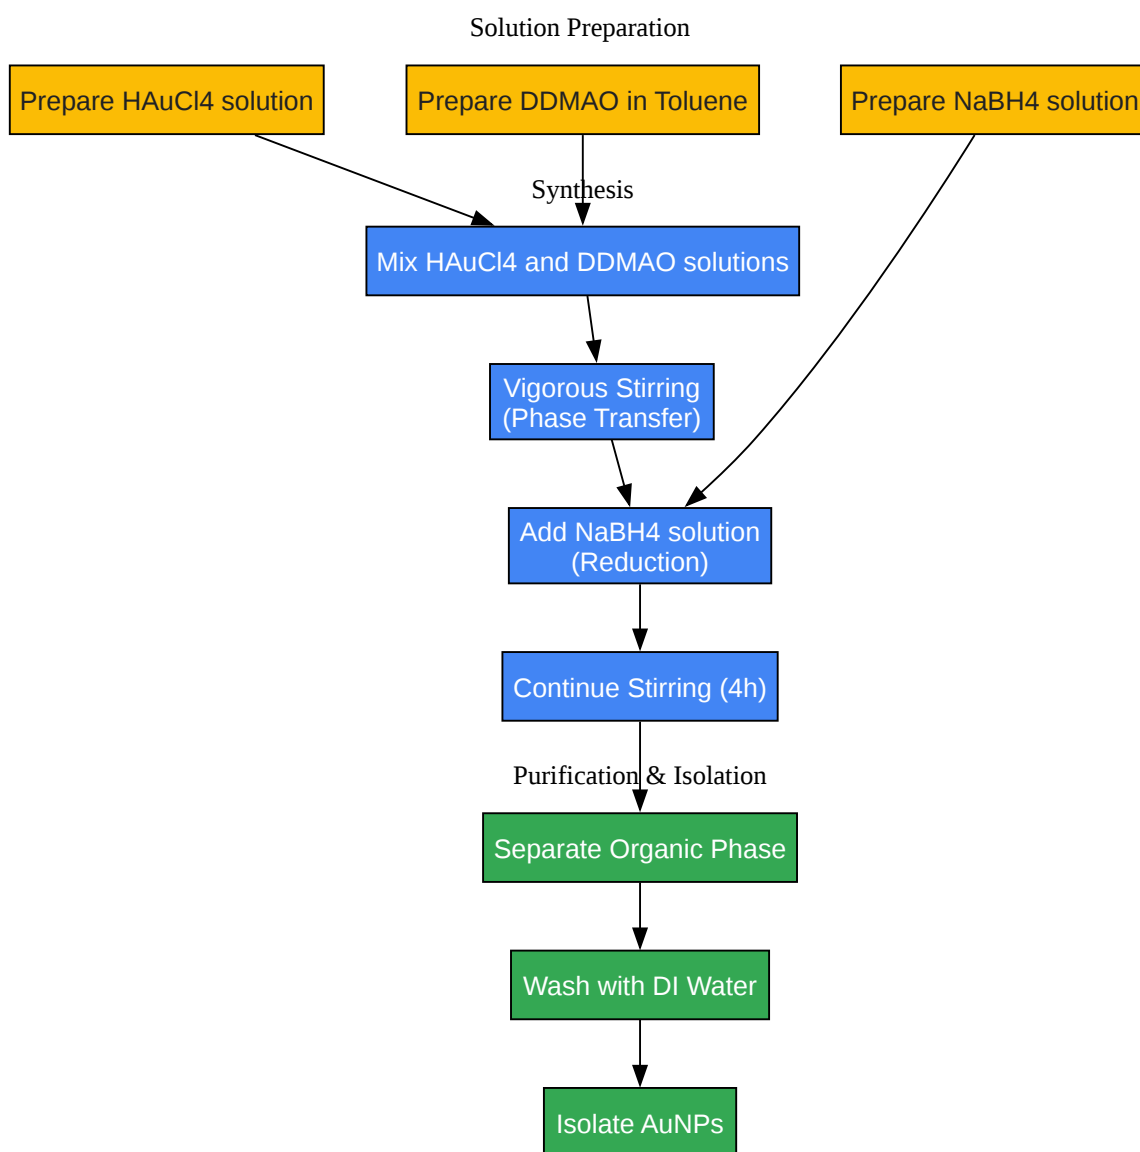 Solution Preparation
Prepare HAuCl4 solution
Prepare DDMAO in Toluene
Prepare NaBH4 solution
Synthesis
Mix HAuCl4 and DDMAO solutions
Vigorous Stirring
(Phase Transfer)
Add NaBH4 solution
(Reduction)
Continue Stirring (4h)
Purification & Isolation
Separate Organic Phase
Wash with DI Water
Isolate AuNPs